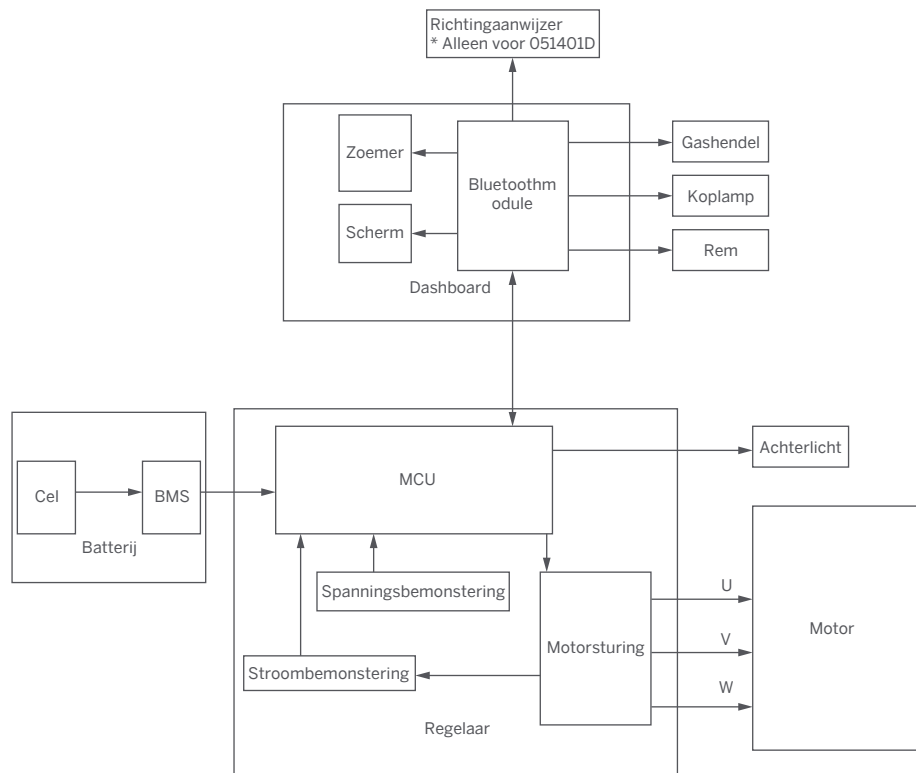 Richtingaanwijzer
* Alleen voor 051401D
Zoemer
Bluetoothm
odule
Gashendel
Koplamp
Scherm
Rem
Dashboard
MCU
Achterlicht
Cel
BMS
Batterij
Spanningsbemonstering
U
Motor
Motorsturing
V
Stroombemonstering
W
Regelaar